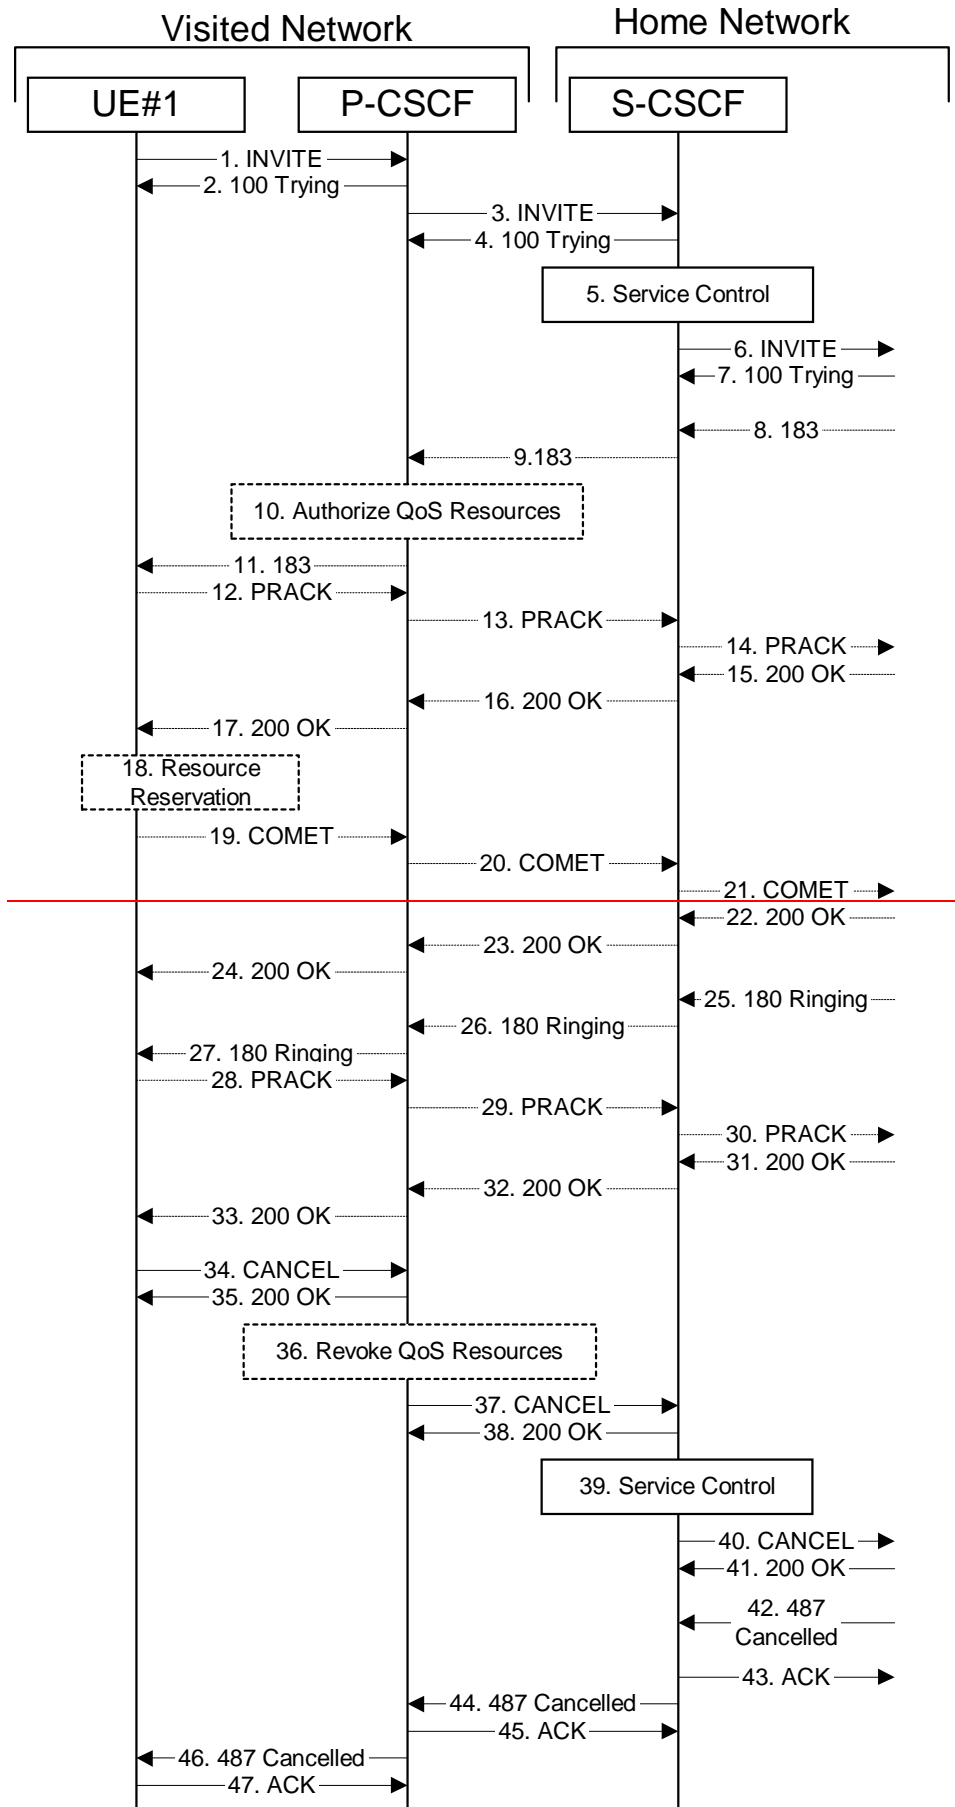 Visited Network
Home Network
UE#1
P-CSCF
S-CSCF
1. INVITE
2. 100 Trying
3. INVITE
4. 100 Trying
5. Service Control
6. INVITE
7. 100 Trying
8. 183
9.183
10. Authorize QoS Resources
11. 183
12. PRACK
13. PRACK
14. PRACK
15. 200 OK
16. 200 OK
17. 200 OK
18. Resource
Reservation
19. COMET
20. COMET
21. COMET
22. 200 OK
23. 200 OK
24. 200 OK
25. 180 Ringing
26. 180 Ringing
27. 180 Ringing
28. PRACK
29. PRACK
30. PRACK
31. 200 OK
32. 200 OK
33. 200 OK
34. CANCEL
35. 200 OK
36. Revoke QoS Resources
37. CANCEL
38. 200 OK
39. Service Control
40. CANCEL
41. 200 OK
42. 487
Cancelled
43. ACK
44. 487 Cancelled
45. ACK
46. 487 Cancelled
47. ACK